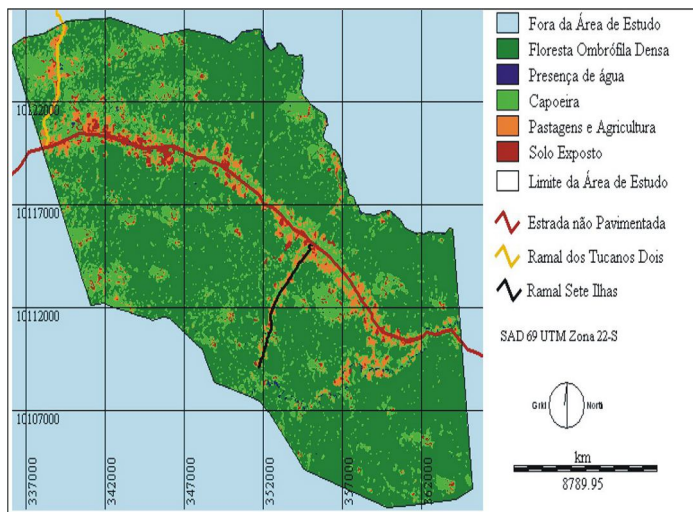 Fora da Área de Estudo
Floresta Ombrófila Densa
Presença de água
Capoeira
Pastagens e Agricultura
Solo Exposto
Limite da Área de Estudo
Estrada não Pavimentada
Ramal dos Tucanos Dois
Ramal Sete Ilhas
SAD 69 UTM Zona 22-S
Grid North
km
8789.95
10122000
10117000
10112000
10107000
337000
342000
347000
352000
357000
362000